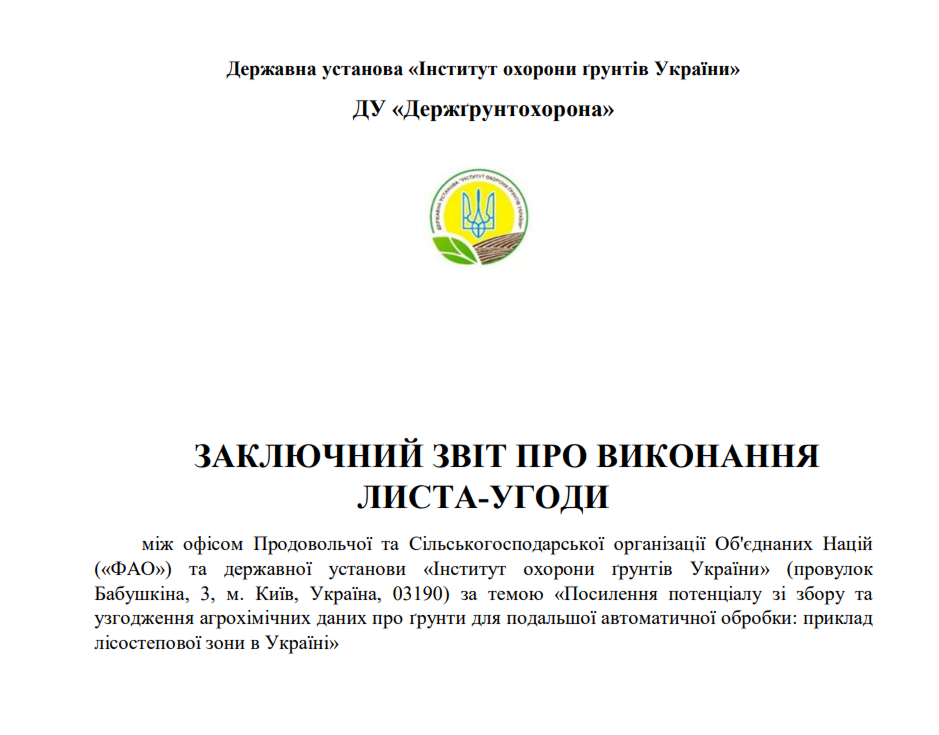 Державна установа «Інститут охорони ґрунтів України»
ДУ «Держґрунтохорона»
ДЕРЖАВНА УСТАНОВА "ІНСТИТУТ ОХОРОНИ ҐРУНТІВ УКРАЇНИ"
ЗАКЛЮЧНИЙ ЗВІТ ПРО ВИКОНАННЯ
ЛИСТА-УГОДИ
між офісом Продовольчої та Сільськогосподарської організації Об'єднаних Націй
(«ФАО») та державної установи «Інститут охорони ґрунтів України» (провулок
Бабушкіна, 3, м. Київ, Україна, 03190) за темою «Посилення потенціалу зі збору та
узгодження агрохімічних даних про ґрунти для подальшої автоматичної обробки: приклад
лісостепової зони в Україні»